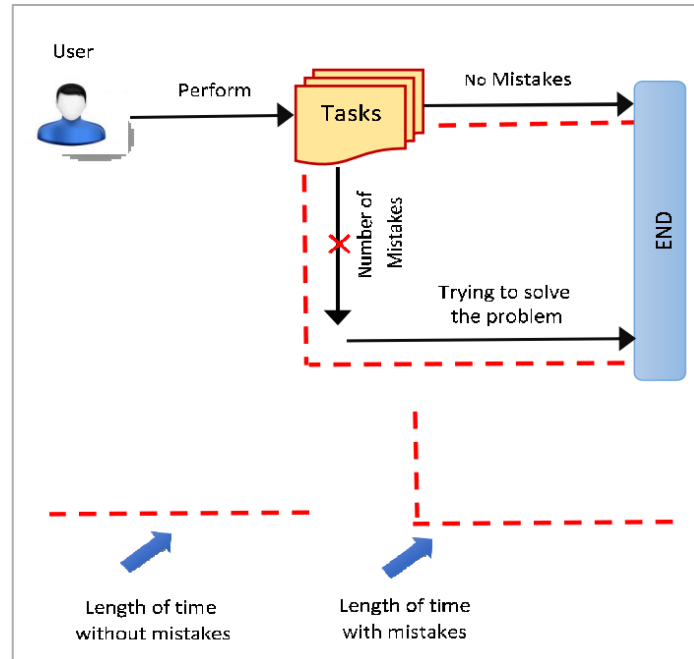 User
Perform
Tasks
No Mistakes
Number of
Mistakes
Trying to solve
the problem
END
Length of time
without mistakes
Length of time
with mistakes